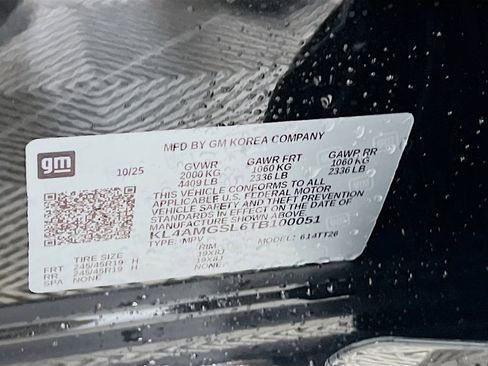 MFD BY GM KOREA COMPANY
gm
10/25 GVWR GAWR FRT GAWR RR
2000 KG 1060 KG 1060 KG
4409 LB 2336 LB 2336 LB
THIS VEHICLE CONFORMS TO ALL
APPLICABLE U.S. FEDERAL MOTOR
VEHICLE SAFETY AND THEFT PREVENTION
STANDARDS IN EFFECT ON THE DATE OF
MANUFACTURE SHOWN ABOVE
KL4AMGSL6TB100051
TYPE: MPV MODEL: 614TT26
TIRE SIZE RIM
FRT 245/45R19 H 19X8J
RR 245/45R19 H 19X8J
SPA NONE NONE